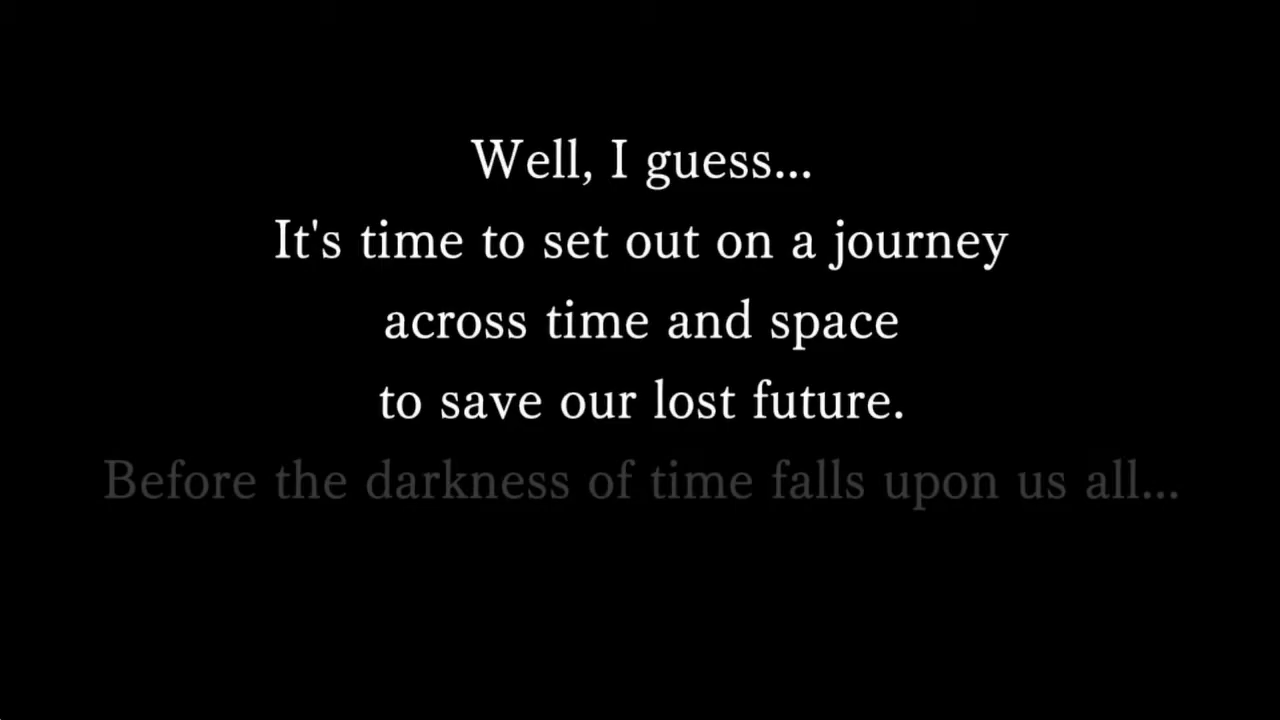 Well, I guess...
It's time to set out on a journey
across time and space
to save our lost future.
Before the darkness of time falls upon us all...